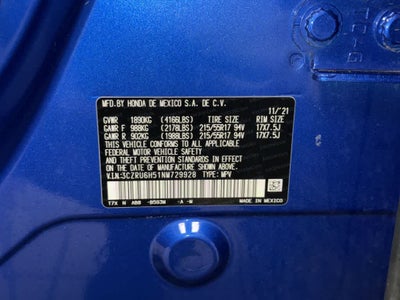 MFD.BY HONDA DE MEXICO S.A. DE C.V.
11/'21
GVWR 1890KG (4166LBS) TIRE SIZE RIM SIZE
GAWR F 988KG (2178LBS) 215/55R17 94V 17X7.5J
GAWR R 902KG (1988LBS) 215/55R17 94V 17X7.5J
THIS VEHICLE CONFORMS TO ALL APPLICABLE
FEDERAL MOTOR VEHICLE SAFETY AND THEFT
PREVENTION STANDARDS IN EFFECT ON THE DATE
OF MANUFACTURE SHOWN ABOVE.
V.I.N:3CZRU6H51NM729928 TYPE: MPV
17X N ABB -B593M -A -N MADE IN MEXICO